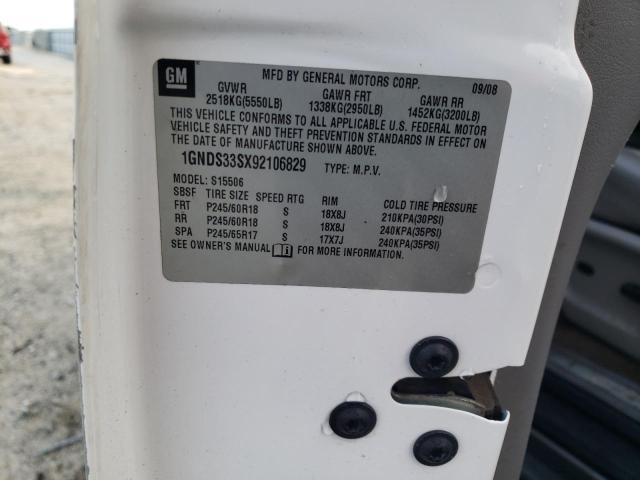 GM
MFD BY GENERAL MOTORS CORP. 09/08
GVWR GAWR FRT GAWR RR
2518KG(5550LB) 1338KG(2950LB) 1452KG(3200LB)
THIS VEHICLE CONFORMS TO ALL APPLICABLE U.S. FEDERAL MOTOR
VEHICLE SAFETY AND THEFT PREVENTION STANDARDS IN EFFECT ON
THE DATE OF MANUFACTURE SHOWN ABOVE.
1GNDS33SX92106829 TYPE: M.P.V.
MODEL: S15506
SBSF TIRE SIZE SPEED RTG RIM COLD TIRE PRESSURE
FRT P245/60R18 S 18X8J 210KPA(30PSI)
RR P245/60R18 S 18X8J 240KPA(35PSI)
SPA P245/65R17 S 17X7J 240KPA(35PSI)
SEE OWNER'S MANUAL FOR MORE INFORMATION.